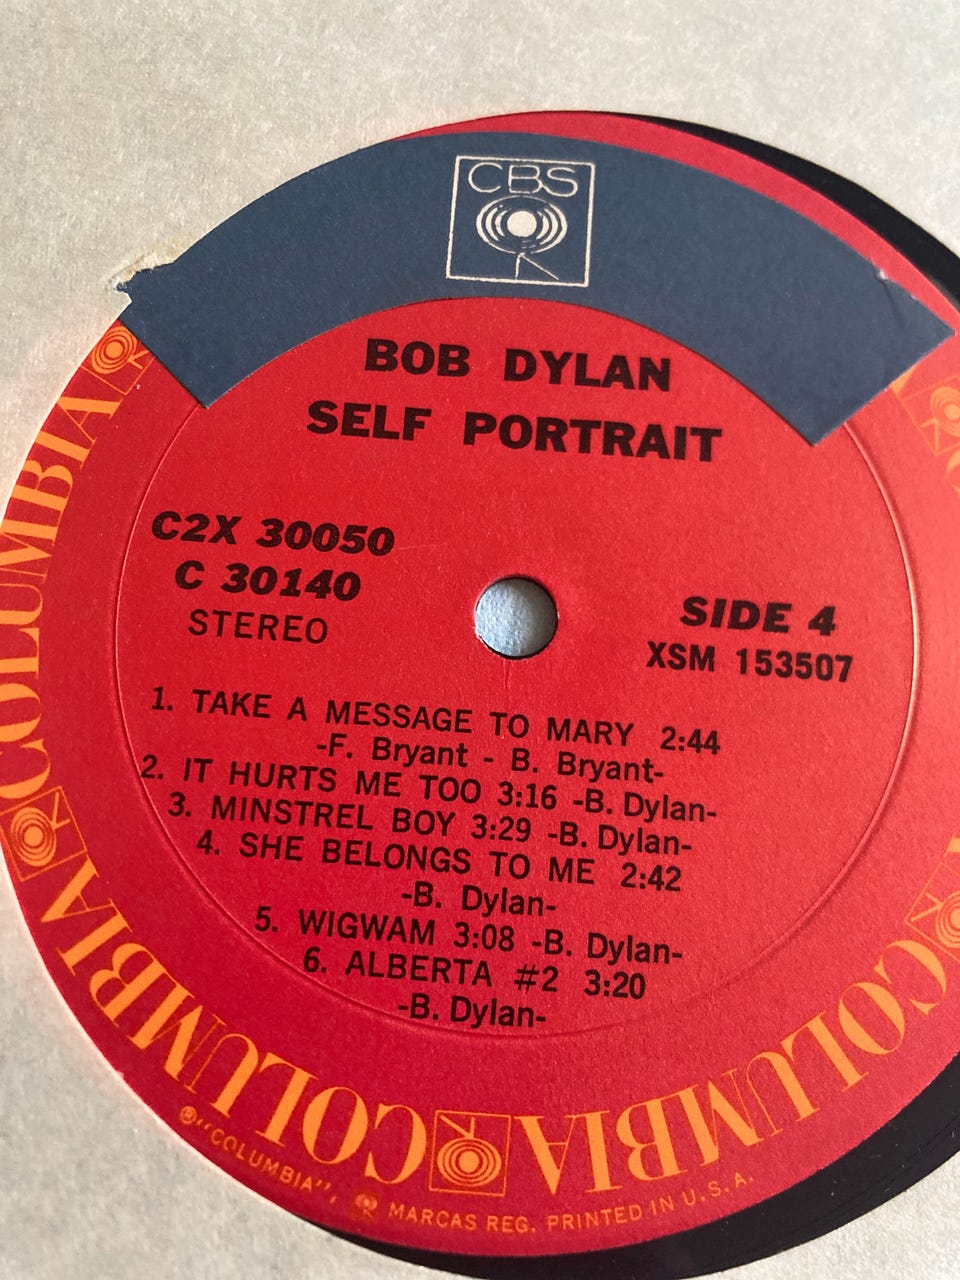 CBS
BOB DYLAN
SELF PORTRAIT
C2X 30050
C 30140
STEREO
SIDE 4
XSM 153507
1. TAKE A MESSAGE TO MARY 2:44
-F. Bryant - B. Bryant-
2. IT HURTS ME TOO 3:16 -B. Dylan-
3. MINSTREL BOY 3:29 -B. Dylan-
4. SHE BELONGS TO ME 2:42
-B. Dylan-
5. WIGWAM 3:08 -B. Dylan-
6. ALBERTA #2 3:20
-B. Dylan-
COLUMBIA
COLUMBIA
COLUMBIA
COLUMBIA
®"COLUMBIA", MARCAS REG. PRINTED IN U.S.A.